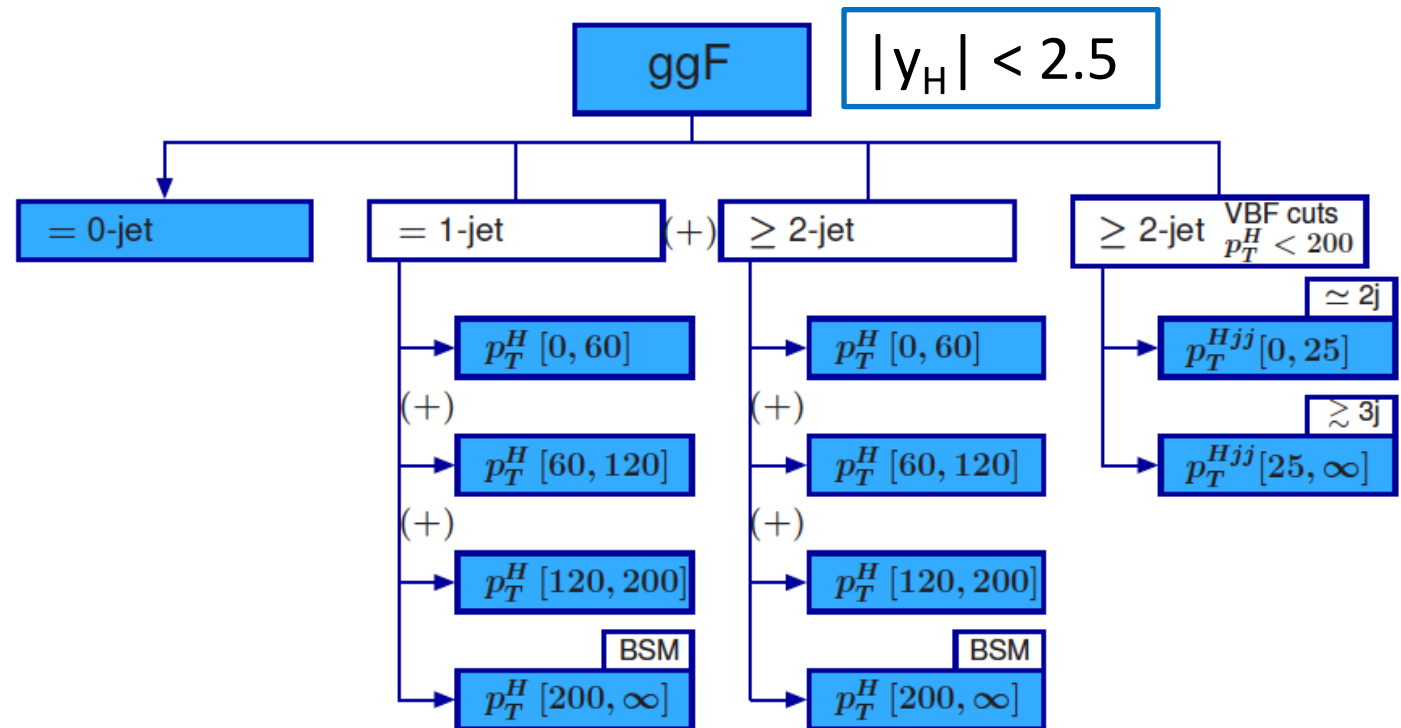 ggF
|y_H| < 2.5
= 0-jet
= 1-jet
(+)
≥ 2-jet
≥ 2-jet VBF cuts
p_T^H < 200
≃ 2j
p_T^H [0, 60]
p_T^H [0, 60]
p_T^{Hjj} [0, 25]
(+)
(+)
≳ 3j
p_T^H [60, 120]
p_T^H [60, 120]
p_T^{Hjj} [25, ∞]
(+)
(+)
p_T^H [120, 200]
p_T^H [120, 200]
BSM
BSM
p_T^H [200, ∞]
p_T^H [200, ∞]